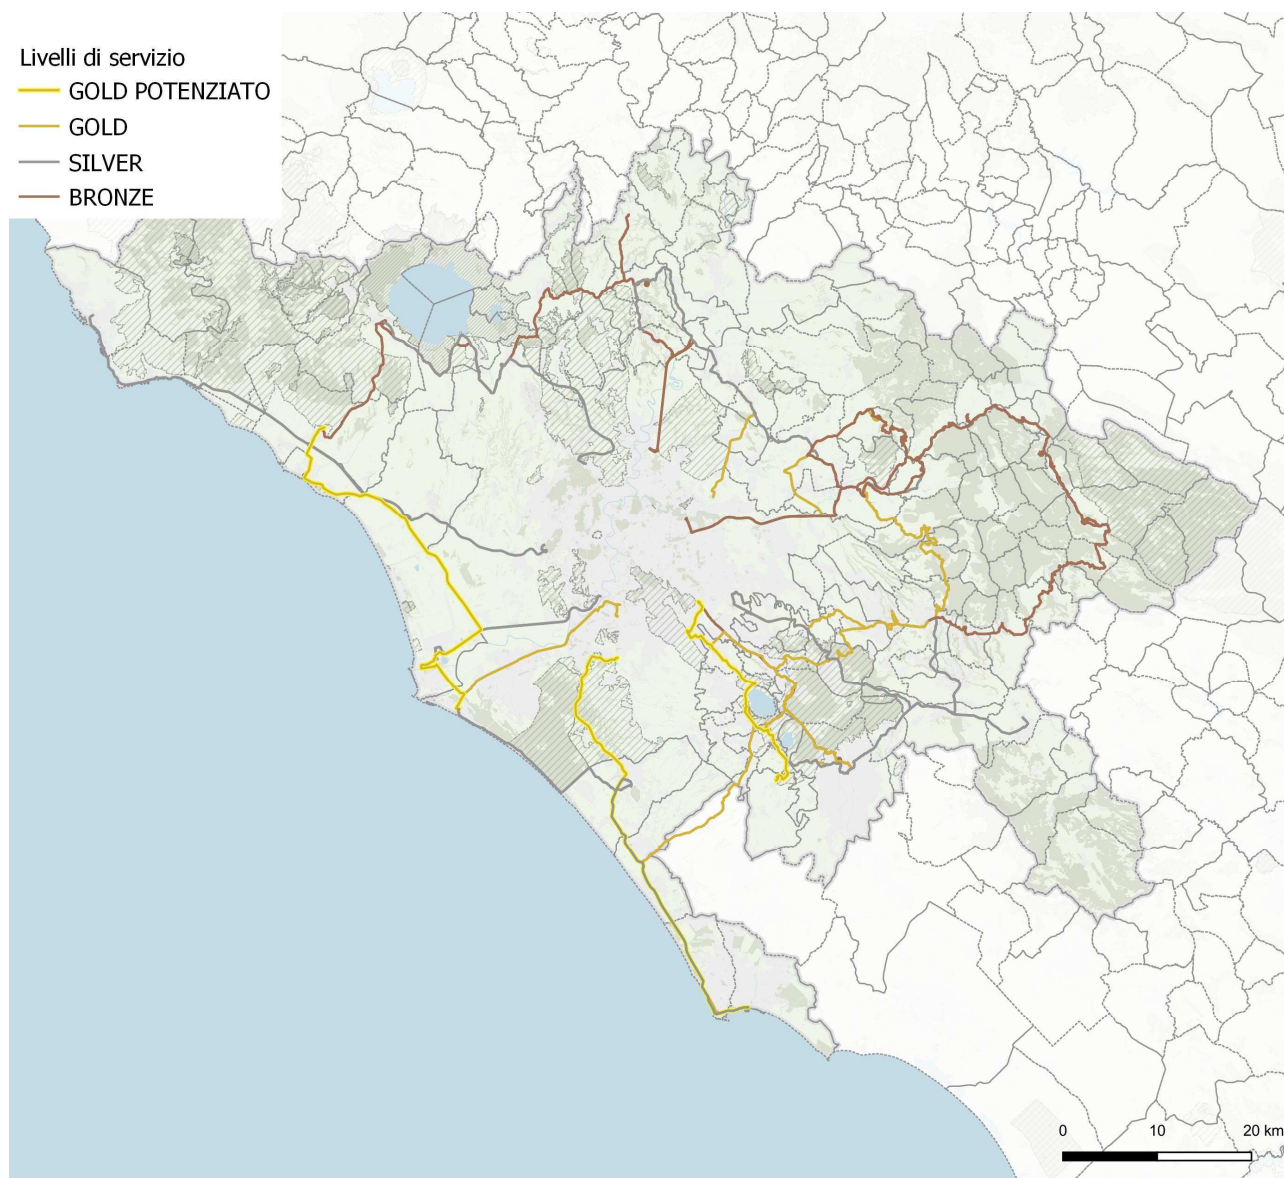 Livelli di servizio
GOLD POTENZIATO
GOLD
SILVER
BRONZE
0 10 20 km